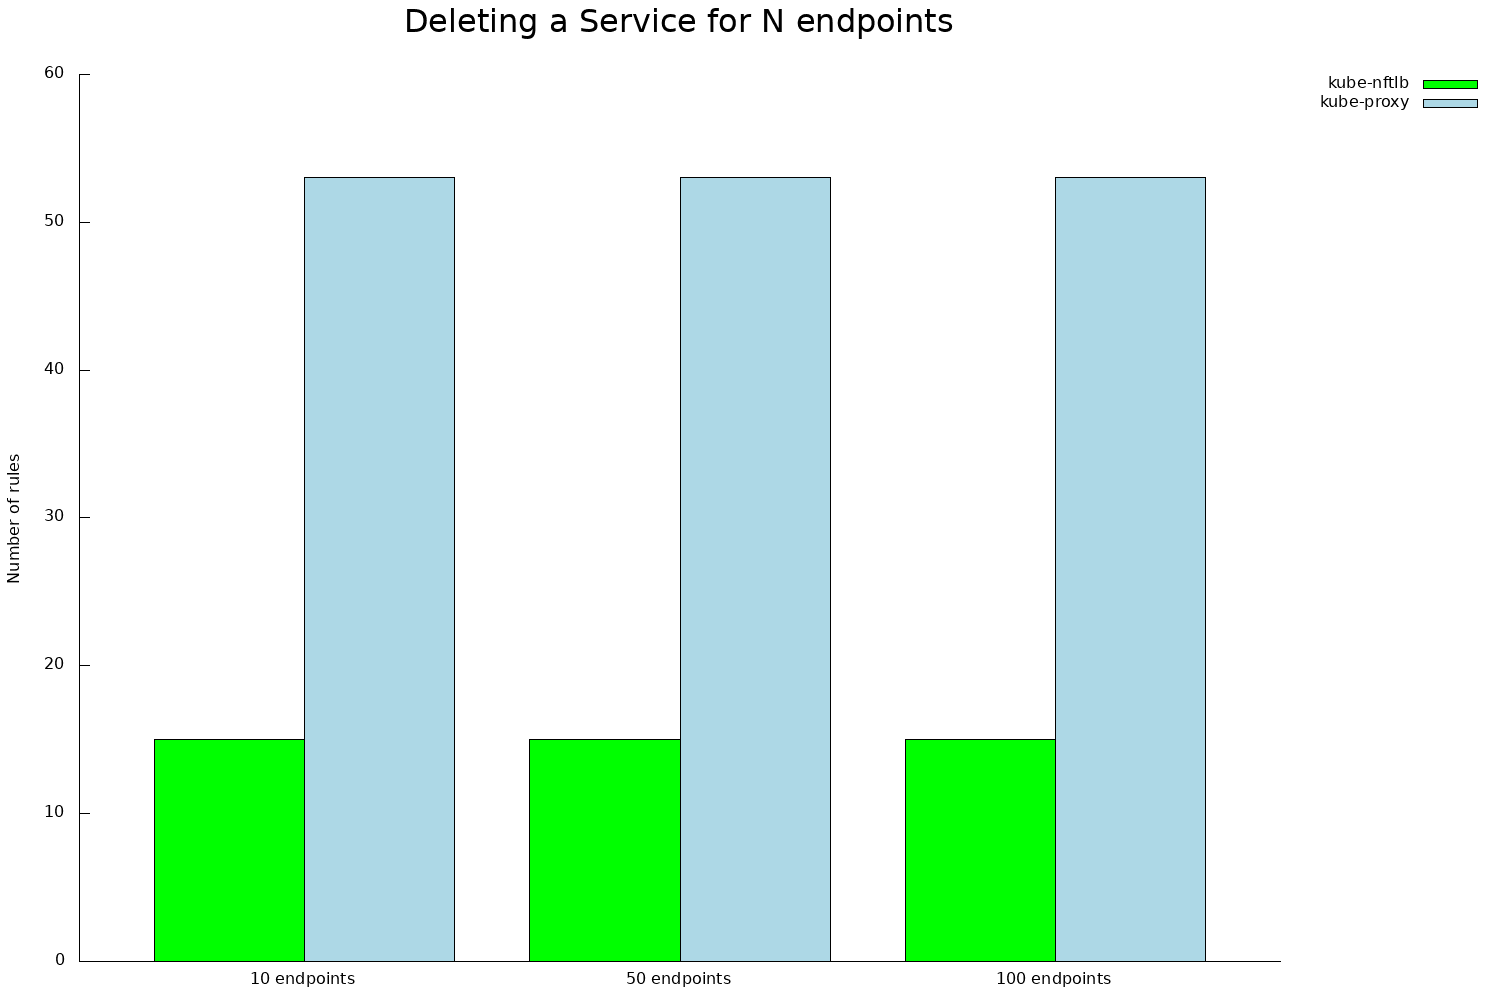 Deleting a Service for N endpoints
kube-nftlb
kube-proxy
60
50
40
30
20
10
0
Number of rules
10 endpoints
50 endpoints
100 endpoints